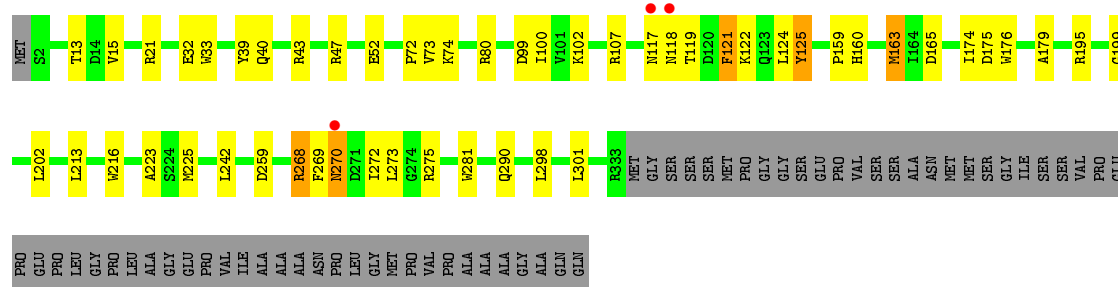 MET S2 T13 D14 V15 R21 E32 W33 Y39 Q40 R43 R47 E52 P72 V73 K74 R80 D99 I100 V101 K102 R107 N117 N118 T119 D120 F121 K122 Q123 L124 Y125 P159 H160 M163 I164 D165 I174 D175 W176 A179 R195
L202 L213 W216 A223 S224 M225 L242 D259 R268 F269 N270 D271 I272 L273 G274 R275 W281 Q290 L298 L301 R333 MET GLY SER SER SER MET PRO GLY GLY SER GLU PRO VAL SER SER ALA ASN MET MET SER GLY ILE SER SER VAL PRO GLU
PRO GLU PRO LEU GLY PRO LEU ALA GLY GLU PRO VAL ILE ALA ALA ALA ASN PRO LEU GLY MET PRO VAL PRO ALA ALA ALA GLY ALA GLN GLN